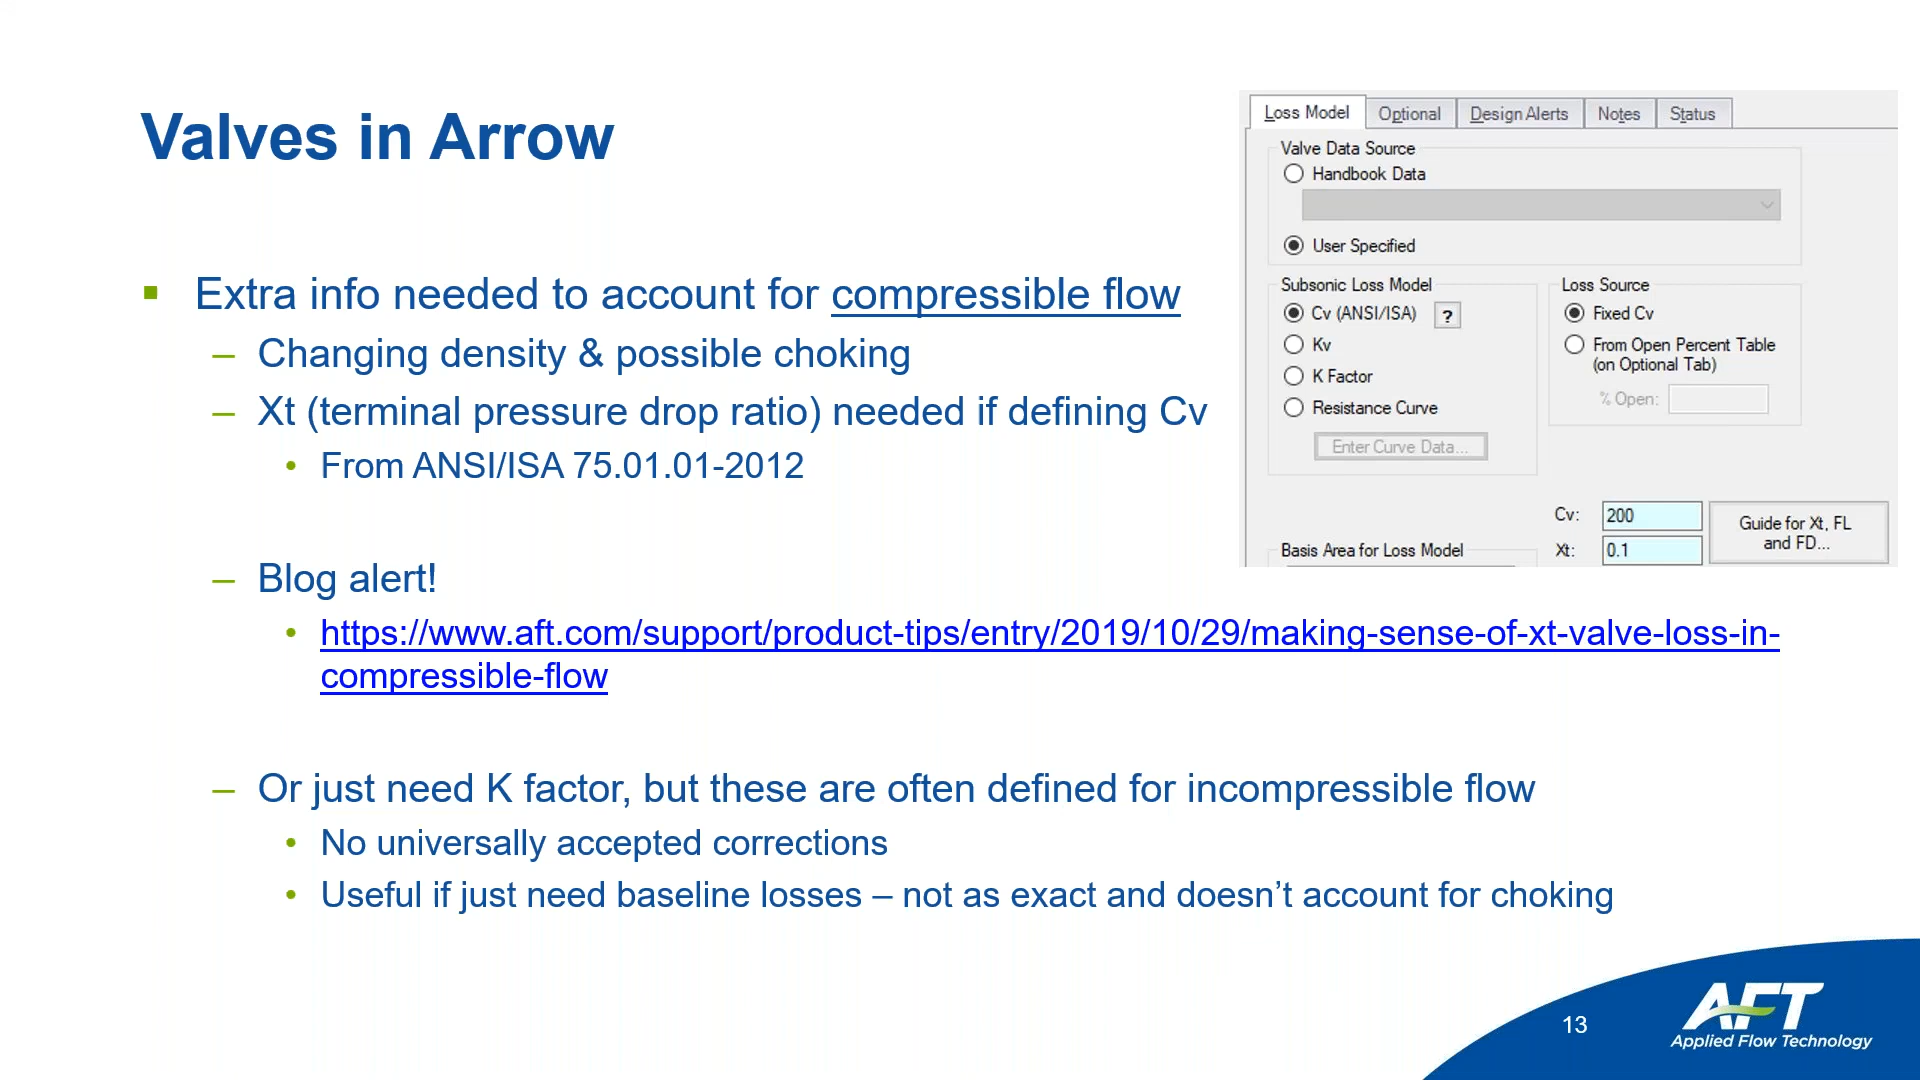 Valves in Arrow
Extra info needed to account for compressible flow
– Changing density & possible choking
– Xt (terminal pressure drop ratio) needed if defining Cv
• From ANSI/ISA 75.01.01-2012
– Blog alert!
• https://www.aft.com/support/product-tips/entry/2019/10/29/making-sense-of-xt-valve-loss-in-
compressible-flow
– Or just need K factor, but these are often defined for incompressible flow
• No universally accepted corrections
• Useful if just need baseline losses – not as exact and doesn’t account for choking
Loss Model Optional Design Alerts Notes Status
Valve Data Source
Handbook Data
User Specified
Subsonic Loss Model
Cv (ANSI/ISA) ?
Kv
K Factor
Resistance Curve
Enter Curve Data...
Loss Source
Fixed Cv
From Open Percent Table
(on Optional Tab)
% Open:
Cv: 200
Xt: 0.1
Guide for Xt, FL
and FD...
Basis Area for Loss Model
13
AFT
Applied Flow Technology